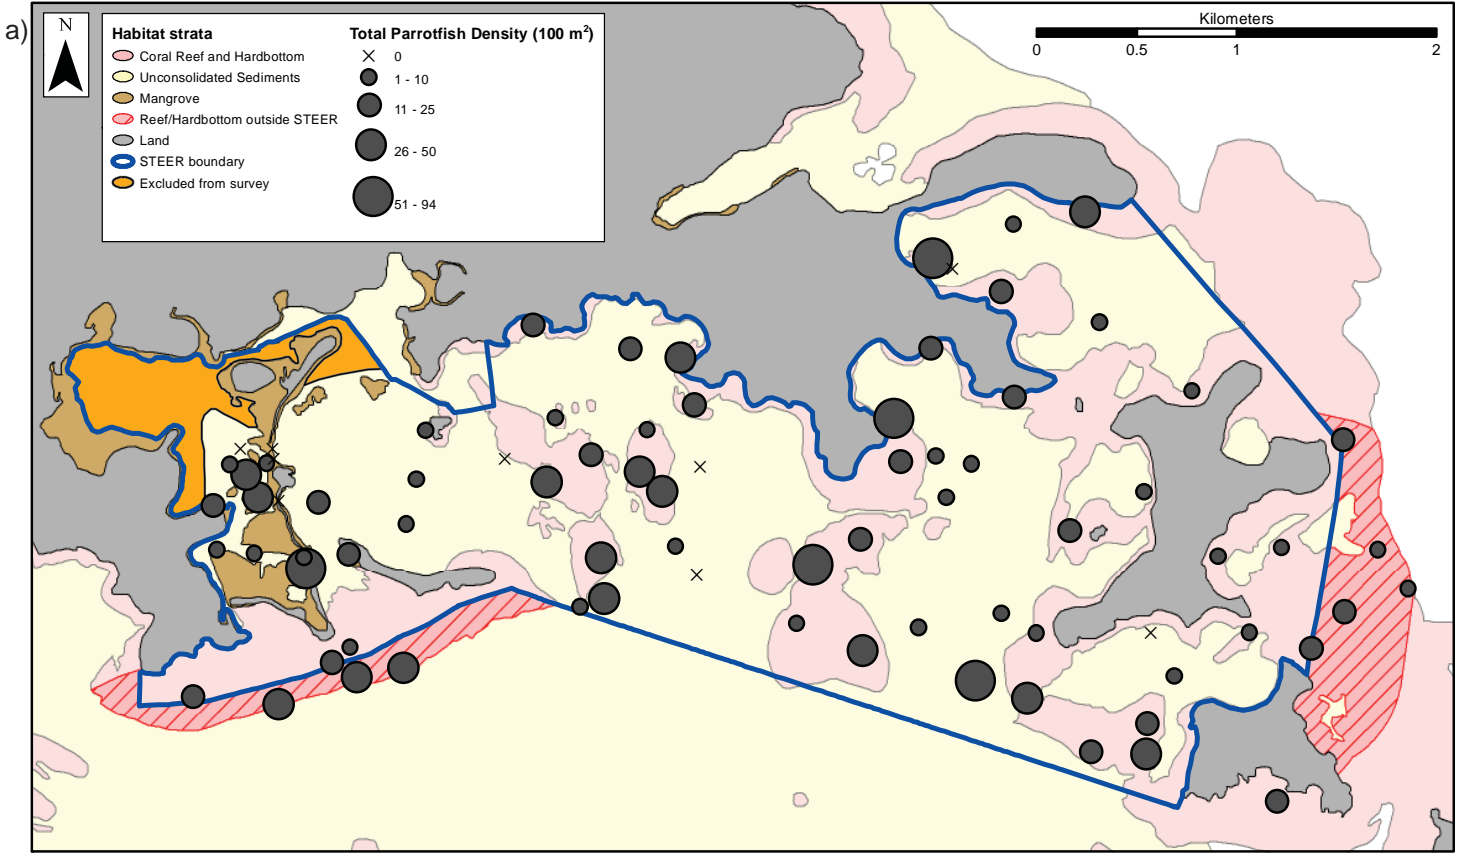 a)
N
Habitat strata
Coral Reef and Hardbottom
Unconsolidated Sediments
Mangrove
Reef/Hardbottom outside STEER
Land
STEER boundary
Excluded from survey
Total Parrotfish Density (100 m²)
0
1 - 10
11 - 25
26 - 50
51 - 94
Kilometers
0 0.5 1 2